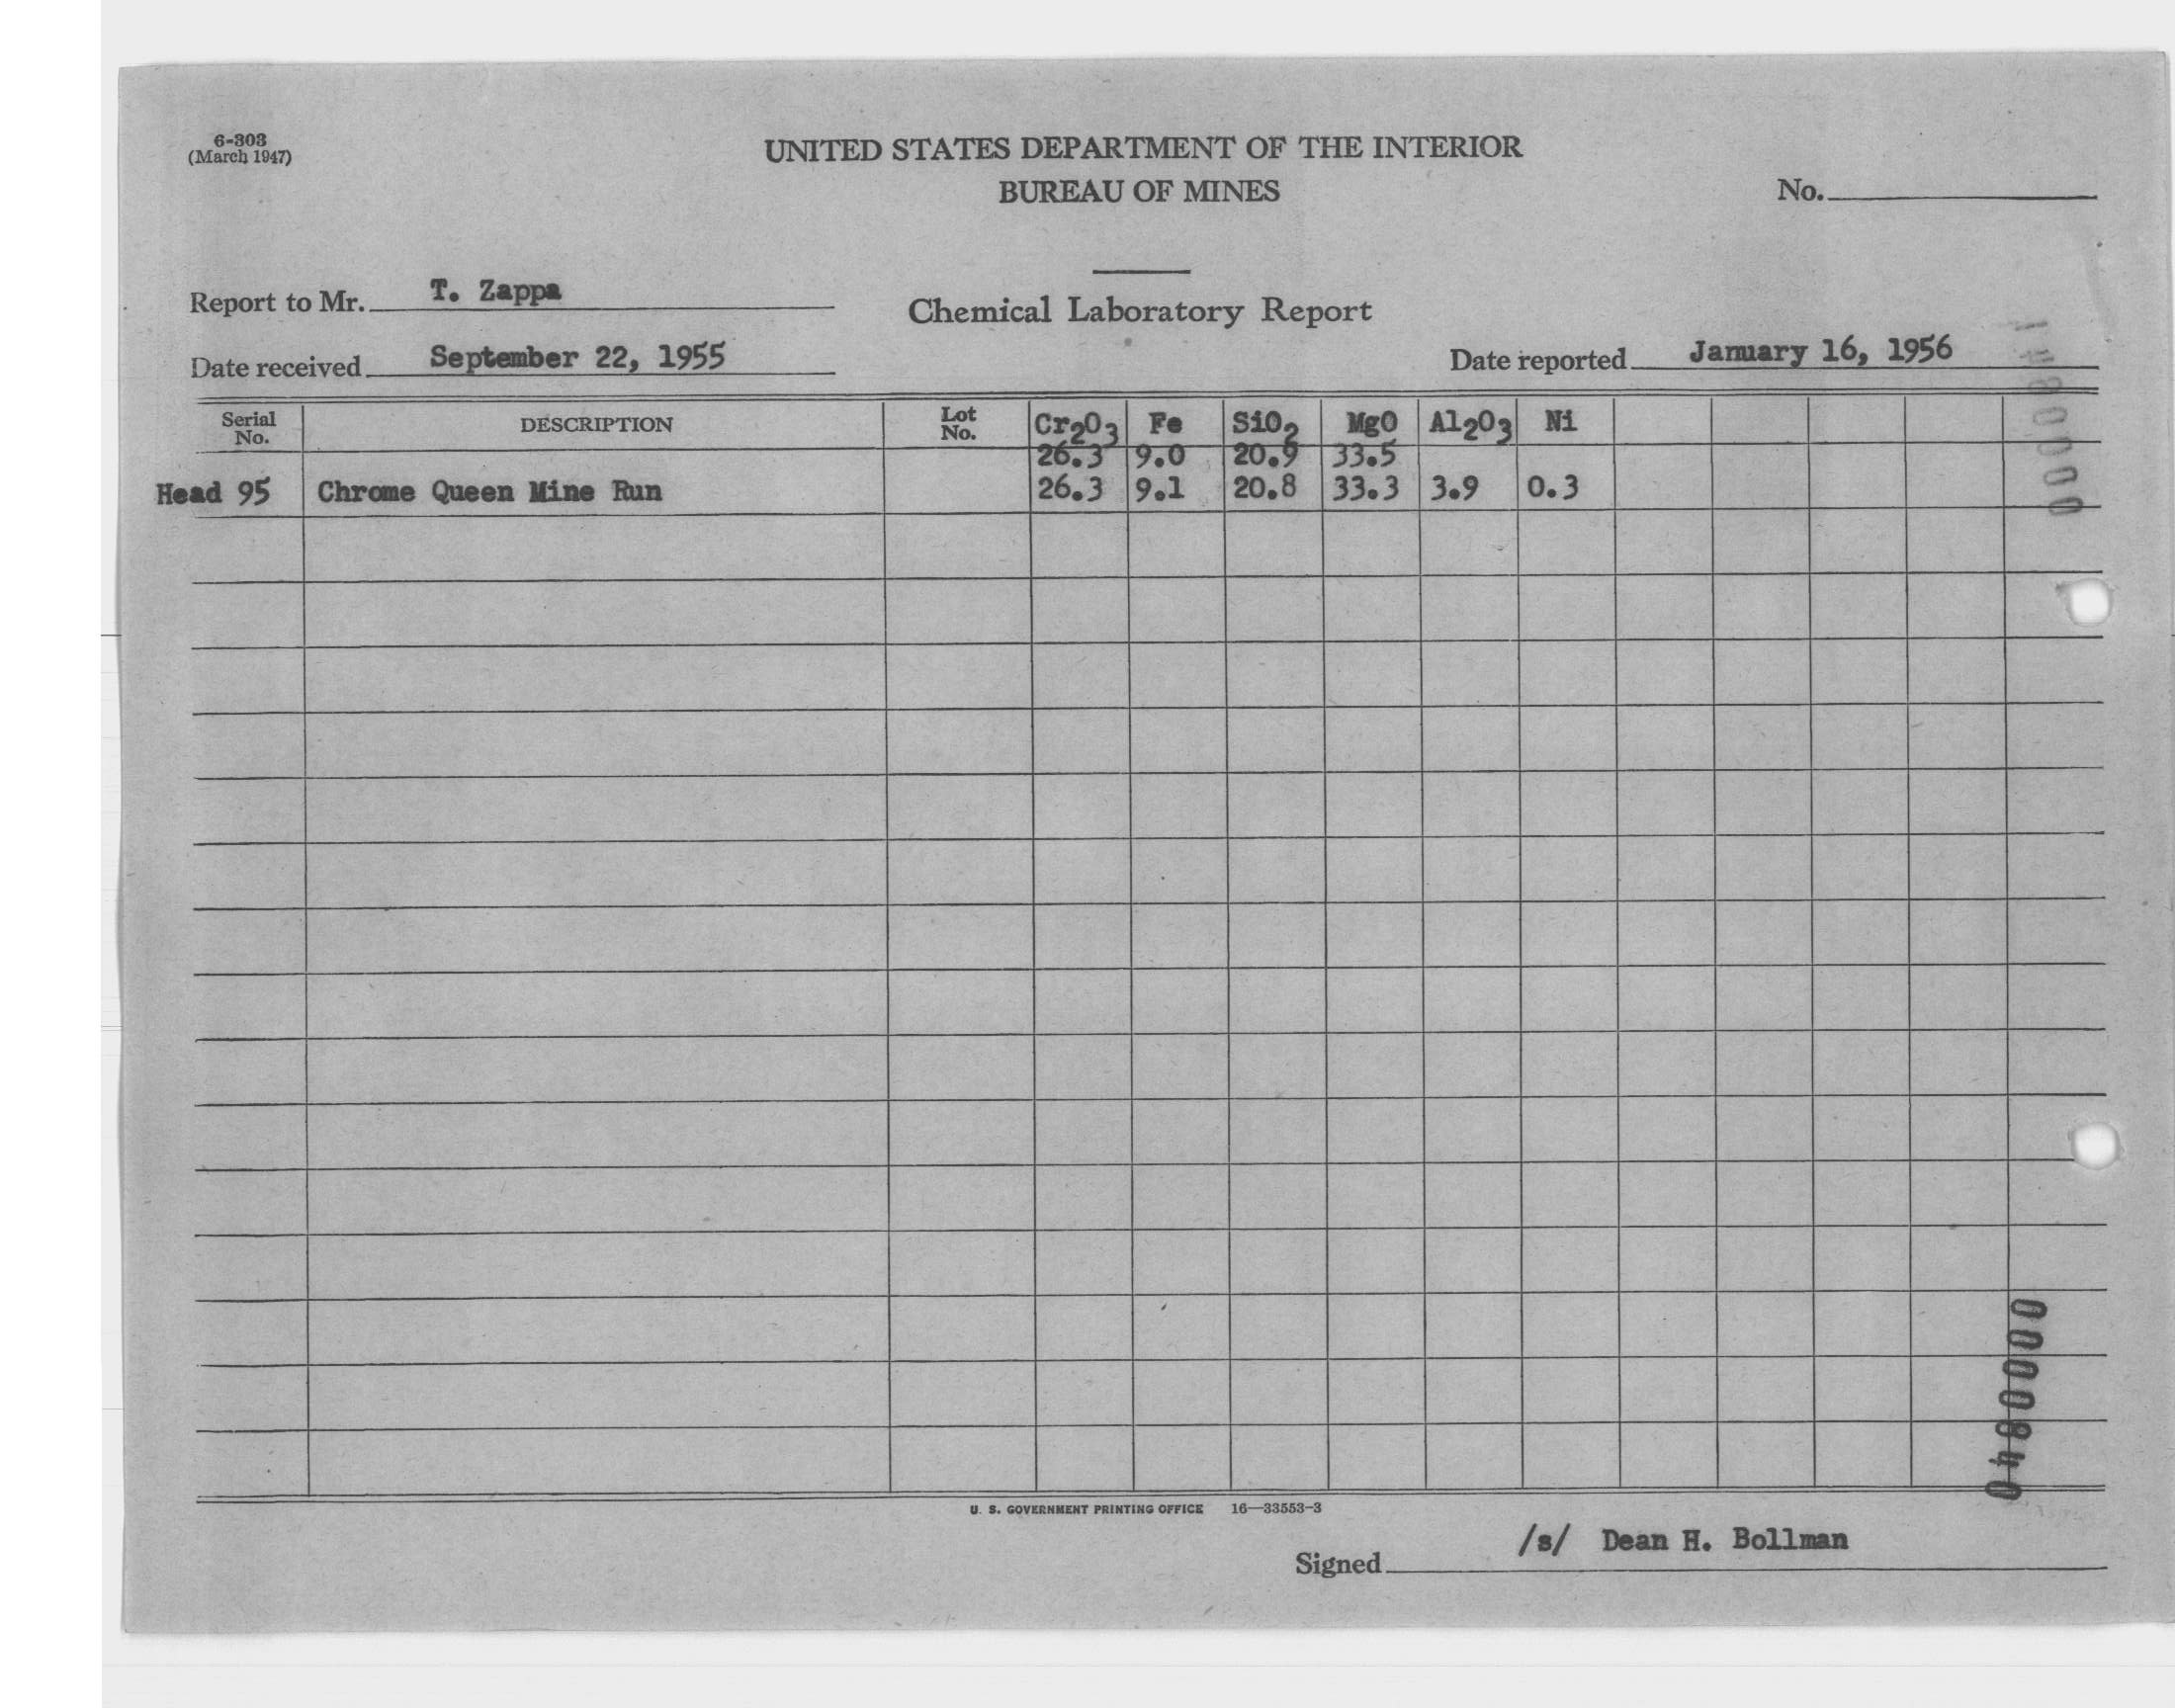 6-303
(March 1947)
UNITED STATES DEPARTMENT OF THE INTERIOR
BUREAU OF MINES
No.
Report to Mr. T. Zappa
Chemical Laboratory Report
Date received September 22, 1955
Date reported January 16, 1956
Serial No. DESCRIPTION Lot No. Cr2O3 Fe SiO2 MgO Al2O3 Ni
26.3 9.0 20.9 33.5
Head 95 Chrome Queen Mine Run 26.3 9.1 20.8 33.3 3.9 0.3
0000840
U. S. GOVERNMENT PRINTING OFFICE 16—33553-3
/s/ Dean H. Bollman
Signed